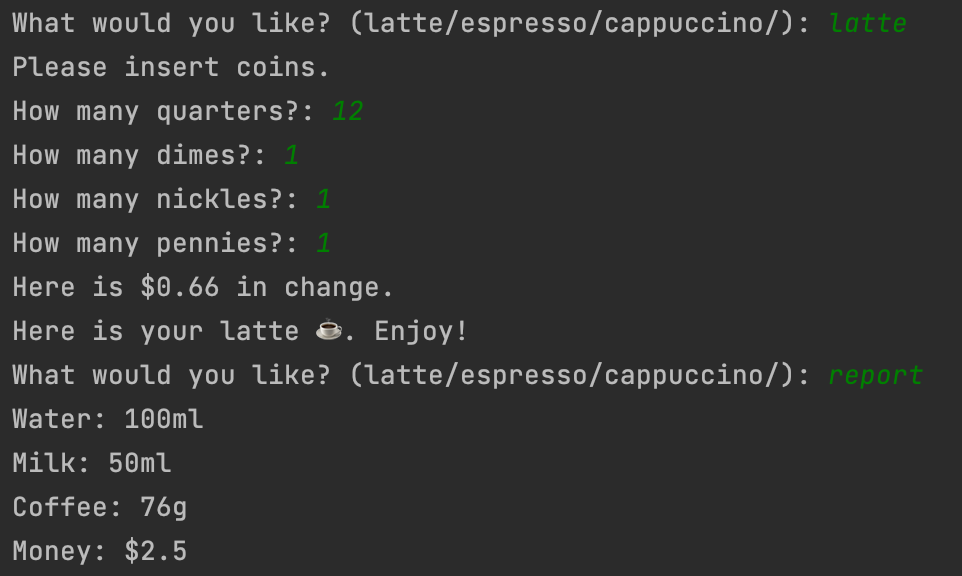 What would you like? (latte/espresso/cappuccino/): latte
Please insert coins.
How many quarters?: 12
How many dimes?: 1
How many nickles?: 1
How many pennies?: 1
Here is $0.66 in change.
Here is your latte ☕. Enjoy!
What would you like? (latte/espresso/cappuccino/): report
Water: 100ml
Milk: 50ml
Coffee: 76g
Money: $2.5